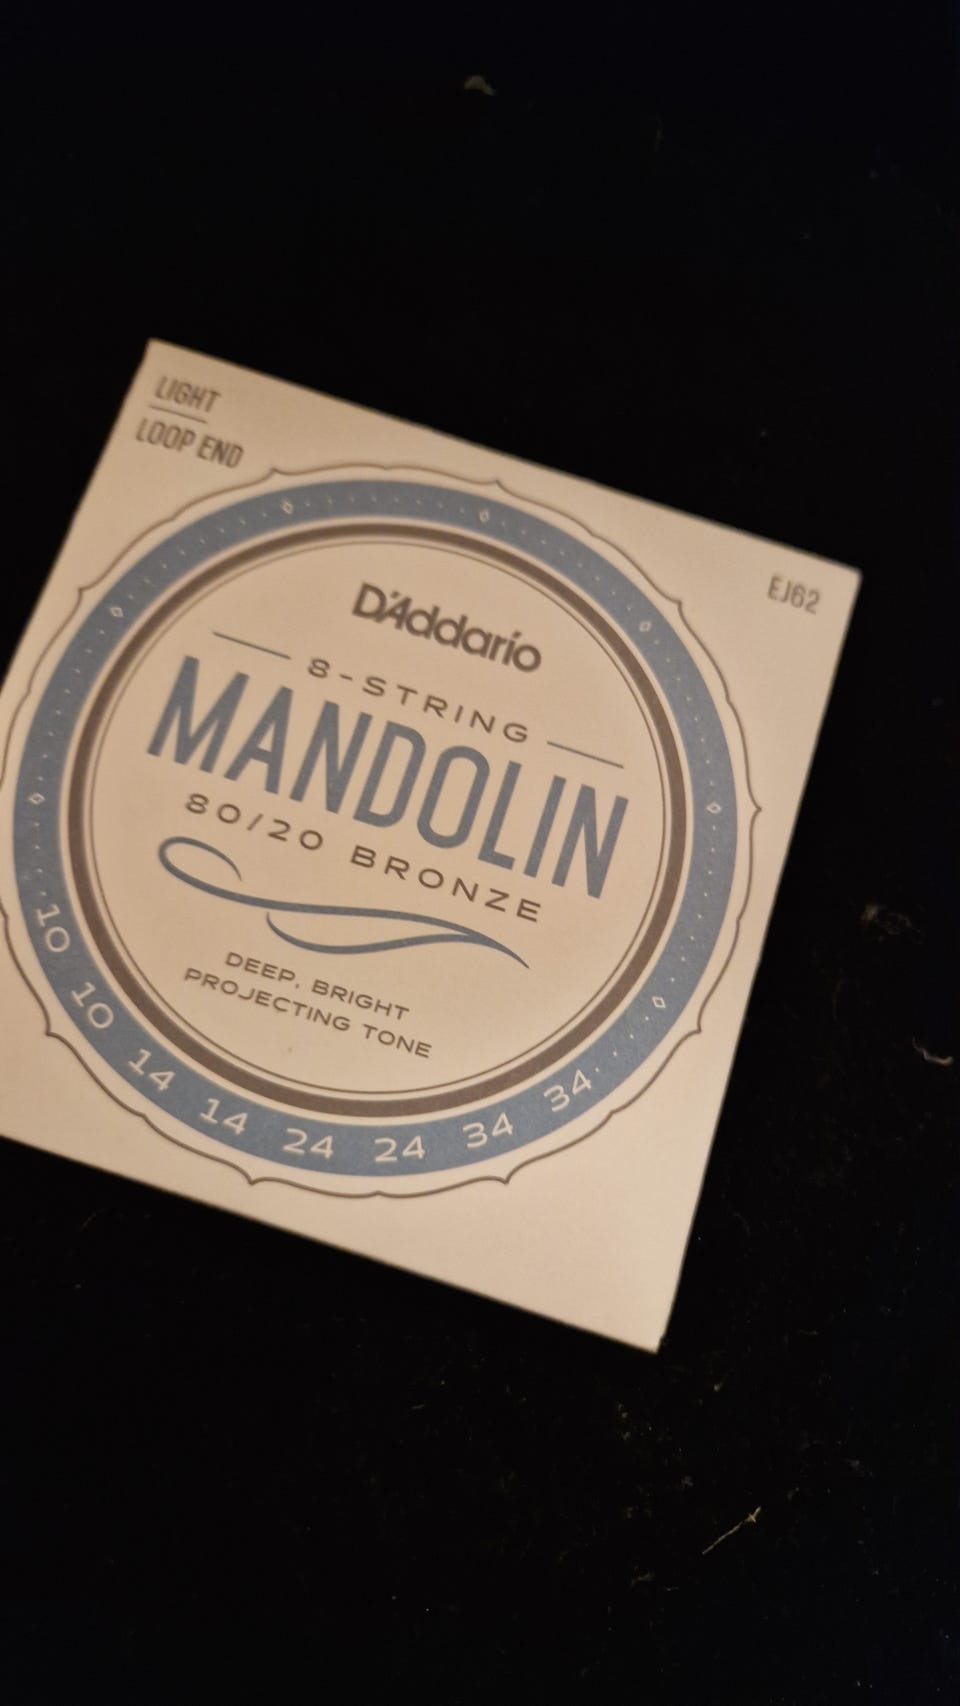 LIGHT
LOOP END
EJ62
D'Addario
8-STRING
MANDOLIN
80/20 BRONZE
DEEP, BRIGHT
PROJECTING TONE
10 10 14 14 24 24 34 34